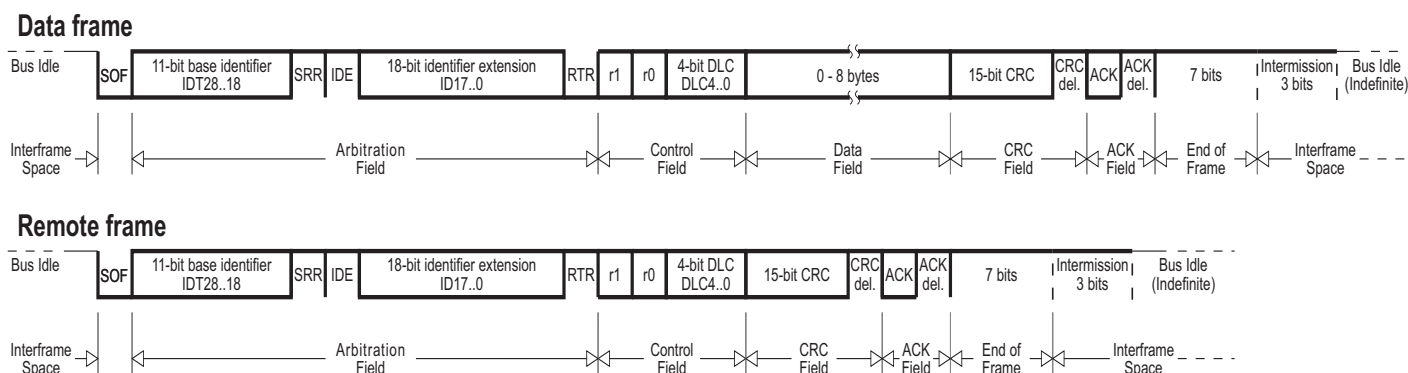 Data frame
Bus Idle
SOF
11-bit base identifier
IDT28..18
SRR
IDE
18-bit identifier extension
ID17..0
RTR
r1
r0
4-bit DLC
DLC4..0
0 - 8 bytes
15-bit CRC
CRC
del.
ACK
ACK
del.
7 bits
Intermission
3 bits
Bus Idle
(Indefinite)
Interframe
Space
Arbitration
Field
Control
Field
Data
Field
CRC
Field
ACK
Field
End of
Frame
Interframe
Space
Remote frame
Bus Idle
SOF
11-bit base identifier
IDT28..18
SRR
IDE
18-bit identifier extension
ID17..0
RTR
r1
r0
4-bit DLC
DLC4..0
15-bit CRC
CRC
del.
ACK
ACK
del.
7 bits
Intermission
3 bits
Bus Idle
(Indefinite)
Interframe
Space
Arbitration
Field
Control
Field
CRC
Field
ACK
Field
End of
Frame
Interframe
Space